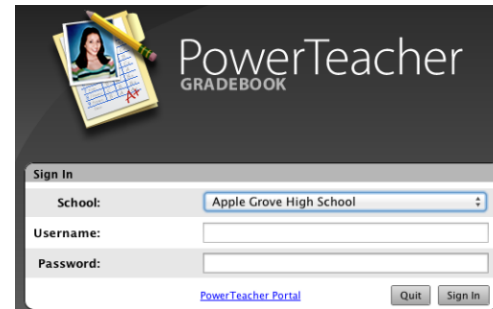 PowerTeacher
GRADEBOOK
A+
Sign In
School: Apple Grove High School
Username:
Password:
PowerTeacher Portal Quit Sign In